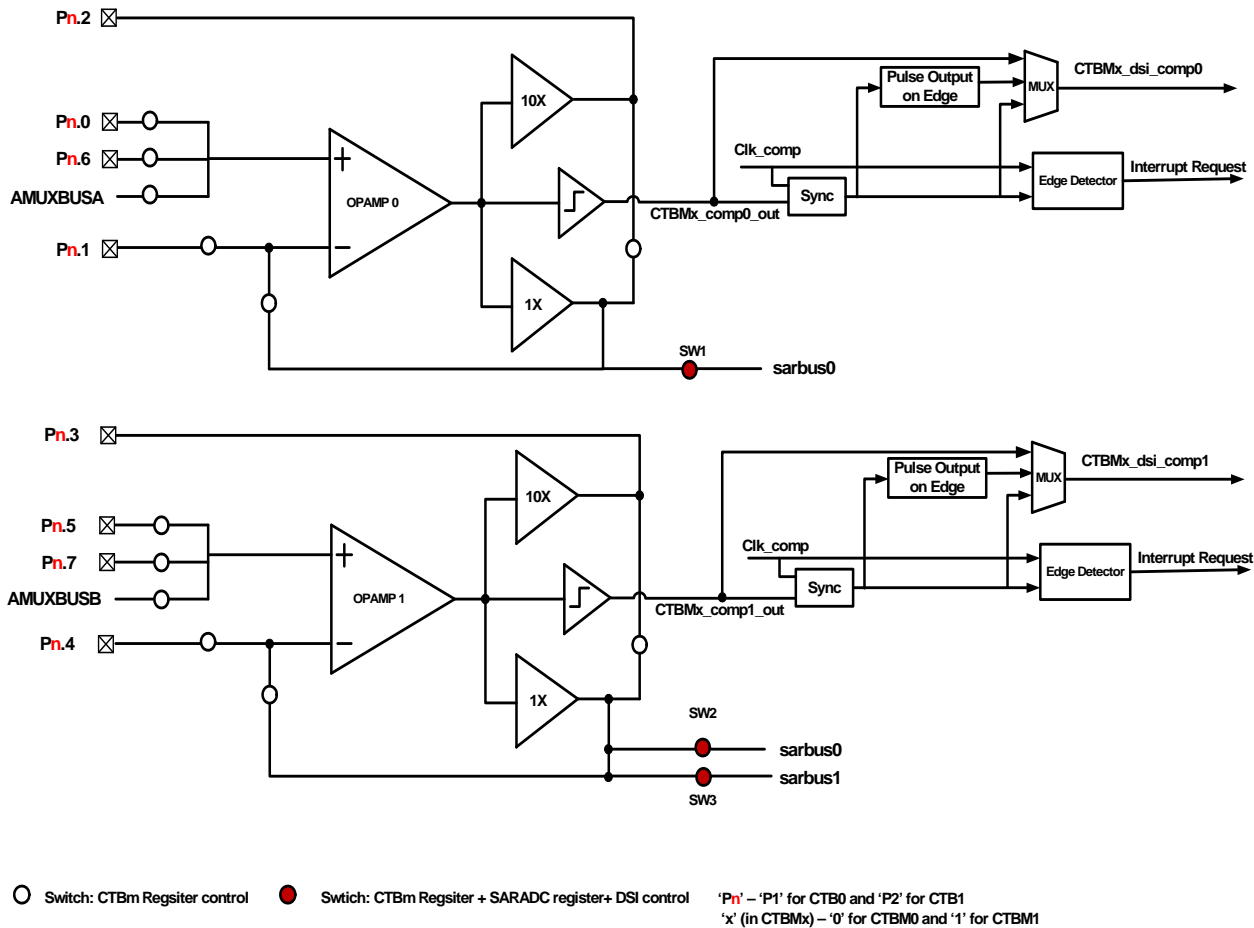 Pn.2
CTBMx_dsi_comp0
10X
Pulse Output
on Edge
MUX
Pn.0
Clk_comp
Pn.6
Interrupt Request
Edge Detector
AMUXBUSA
OPAMP 0
Sync
CTBMx_comp0_out
Pn.1
1X
SW1
sarbus0
Pn.3
CTBMx_dsi_comp1
10X
Pulse Output
on Edge
MUX
Pn.5
Clk_comp
Pn.7
Interrupt Request
Edge Detector
AMUXBUSB
OPAMP 1
Sync
CTBMx_comp1_out
Pn.4
1X
SW2
sarbus0
sarbus1
SW3
Switch: CTBm Regsiter control
Swtich: CTBm Regsiter + SARADC register+ DSI control
‘Pn’ – ‘P1’ for CTB0 and ‘P2’ for CTB1
‘x’ (in CTBMx) – ‘0’ for CTBM0 and ‘1’ for CTBM1